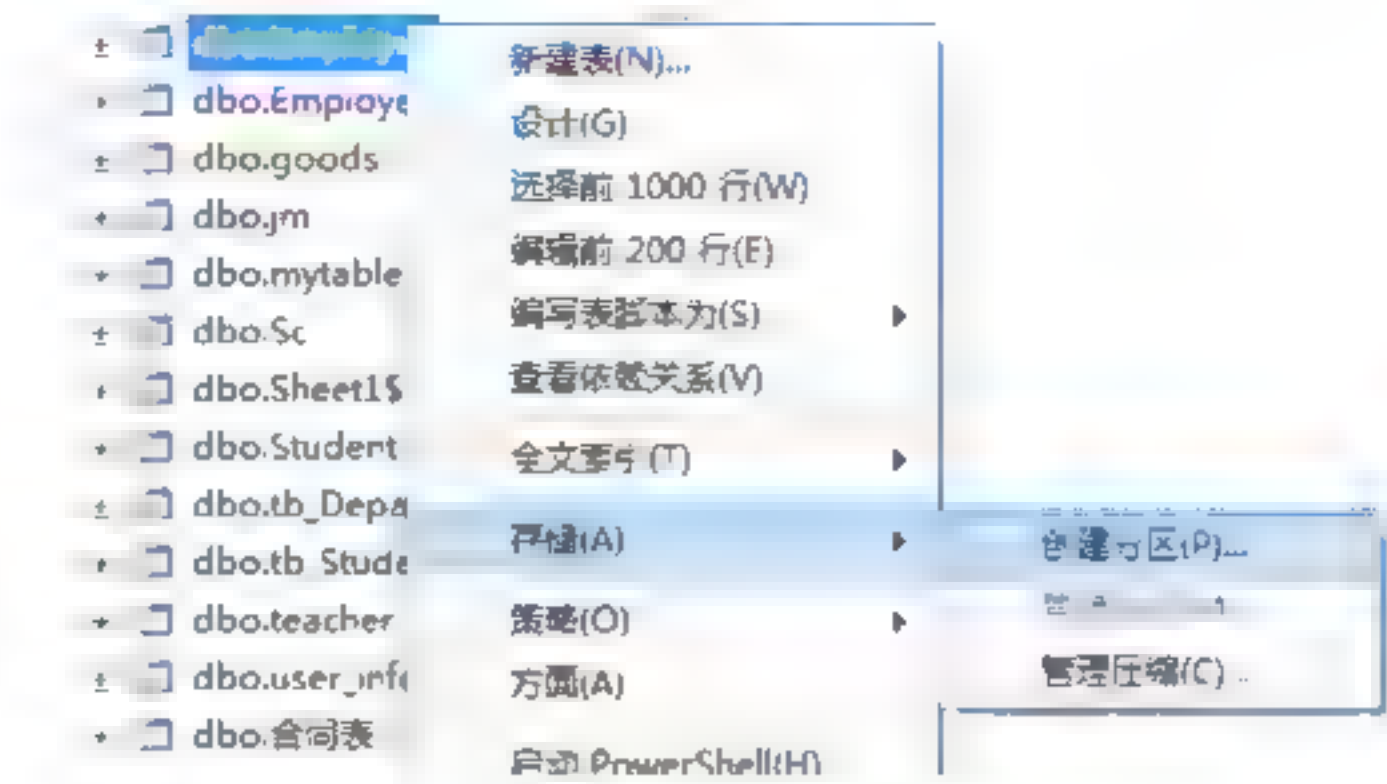 dbo.Employe
dbo.goods
dbo.jm
dbo.mytable
dbo.Sc
dbo.Sheet1$
dbo.Student
dbo.tb_Depa
dbo.tb_Stude
dbo.teacher
dbo.user_info
dbo.合同表
新建表(N)...
设计(G)
选择前 1000 行(W)
编辑前 200 行(E)
编写表脚本为(S)
查看依赖关系(V)
全文索引(T)
存储(A)
策略(O)
方面(A)
启动 PowerShell(H)
创建分区(P)...
管理压缩(C)...